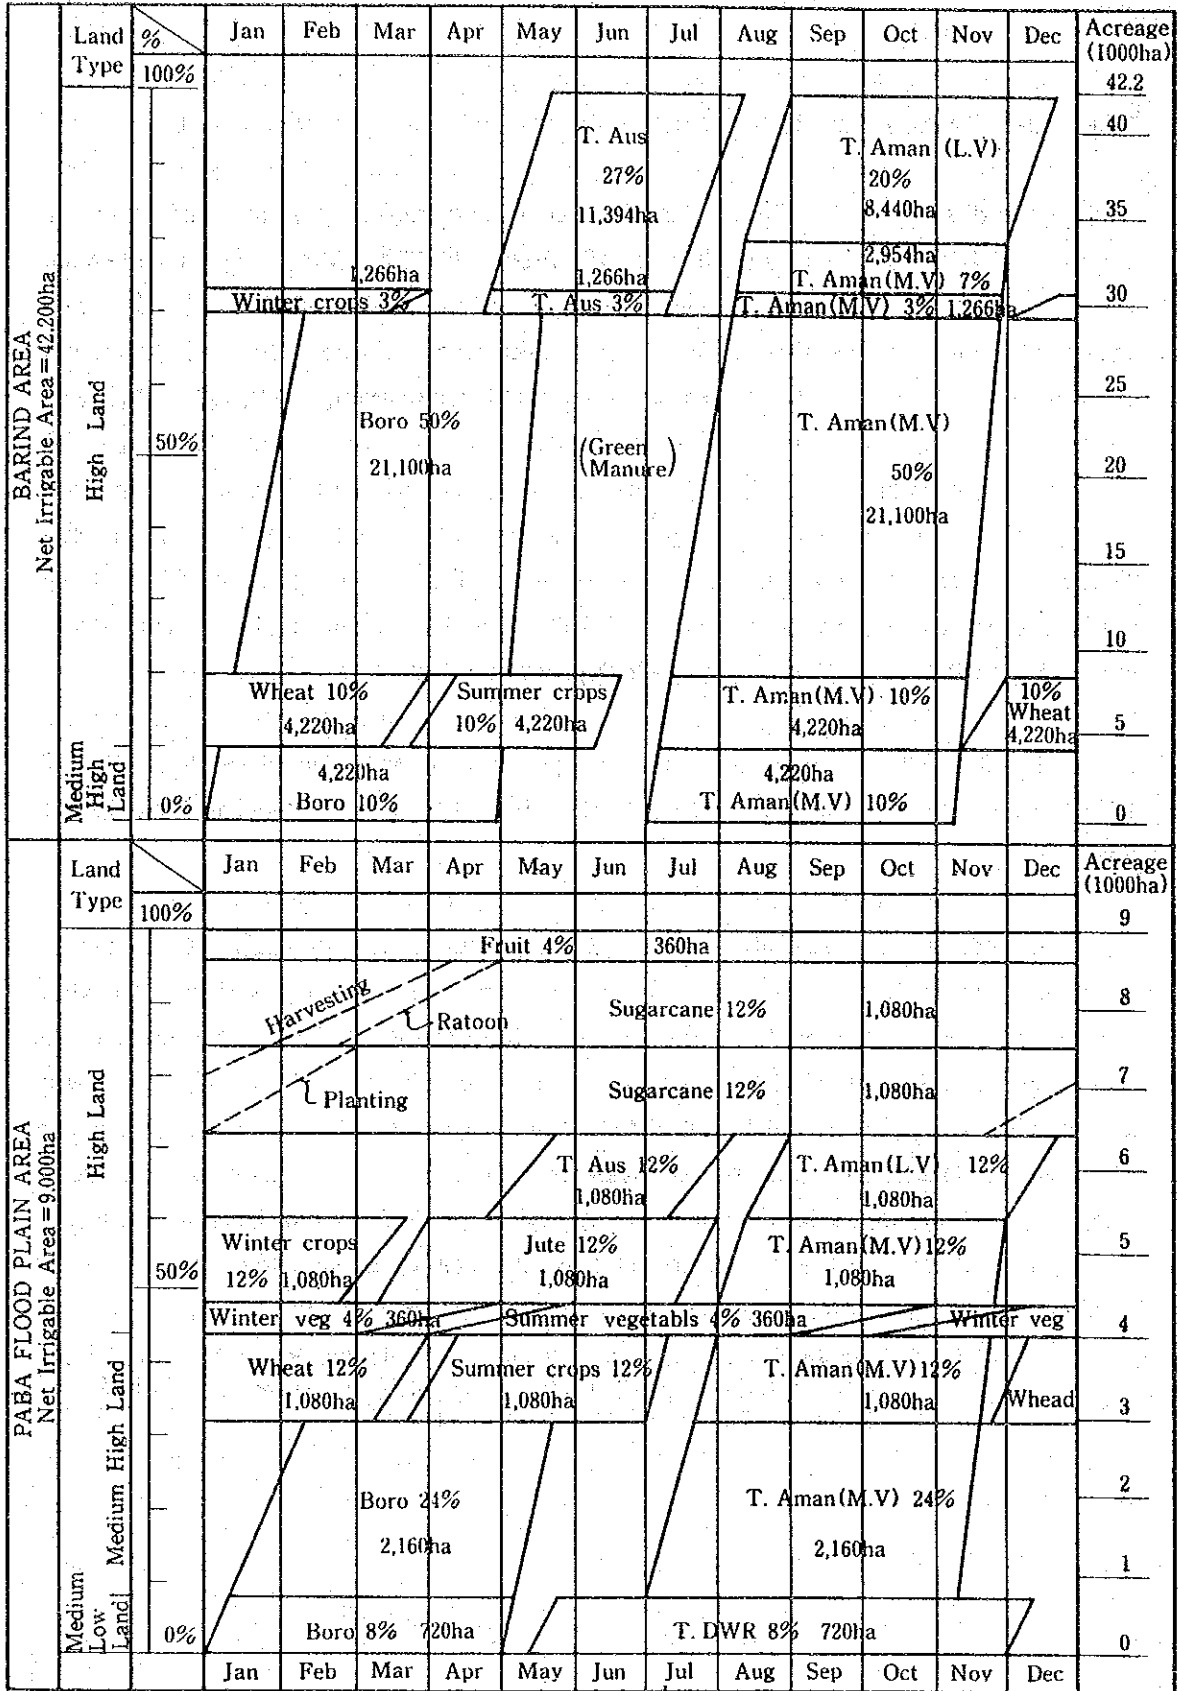 Land Type
%
Jan Feb Mar Apr May Jun Jul Aug Sep Oct Nov Dec
Acreage (1000ha)
100%
42.2
BARIND AREA
Net Irrigable Area=42.200ha
High Land
T. Aus
27%
11,394ha
T. Aman (L.V)
20%
8,440ha
40
35
2,954ha
T. Aman(M.V) 7%
1,266ha
Winter crops 3%
1,266ha
T. Aus 3%
T. Aman(M.V) 3% 1,266ha
30
25
50%
Boro 50%
21,100ha
(Green Manure)
T. Aman(M.V)
50%
21,100ha
20
15
10
Wheat 10%
4,220ha
Summer crops
10% 4,220ha
T. Aman(M.V) 10%
4,220ha
10%
Wheat
4,220ha
5
Medium High Land
4,220ha
Boro 10%
4,220ha
T. Aman(M.V) 10%
0%
0
Land Type
Jan Feb Mar Apr May Jun Jul Aug Sep Oct Nov Dec
Acreage (1000ha)
100%
9
PABA FLOOD PLAIN AREA
Net Irrigable Area=9.000ha
High Land
Fruit 4% 360ha
Harvesting
Ratoon
Sugarcane 12% 1,080ha
8
Planting
Sugarcane 12% 1,080ha
7
T. Aus 12%
1,080ha
T. Aman(L.V) 12%
1,080ha
6
Winter crops
12% 1,080ha
Jute 12%
1,080ha
T. Aman(M.V) 12%
1,080ha
5
50%
Winter veg 4% 360ha
Summer vegetabls 4% 360ha
Winter veg
4
Medium High Land
Wheat 12%
1,080ha
Summer crops 12%
1,080ha
T. Aman(M.V) 12%
1,080ha
Whead
3
Boro 24%
2,160ha
T. Aman(M.V) 24%
2,160ha
2
1
Medium Low Land
0%
Boro 8% 720ha
T. DWR 8% 720ha
0
Jan Feb Mar Apr May Jun Jul Aug Sep Oct Nov Dec